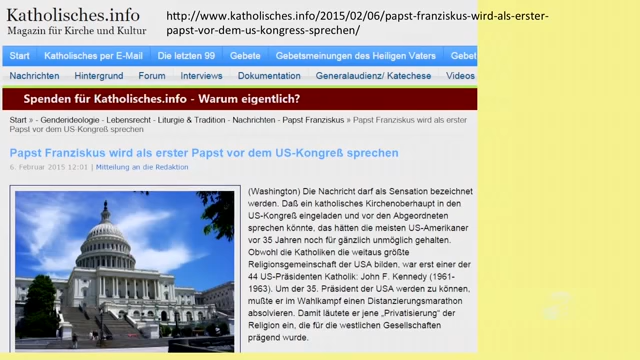 Katholisches.info
Magazin für Kirche und Kultur
http://www.katholisches.info/2015/02/06/papst-franziskus-wird-als-erster-
papst-vor-dem-us-kongress-sprechen/
Start Katholisches per E-Mail Die letzten 99 Gebete Gebetsmeinungen des Heiligen Vaters Gebet
Nachrichten Hintergrund Forum Interviews Dokumentation Generalaudienz/ Katechese Videos
Spenden für Katholisches.info - Warum eigentlich?
Start » - Genderideologie - Lebensrecht - Liturgie & Tradition - Nachrichten - Papst Franziskus » Papst Franziskus wird als erster
Papst vor dem US-Kongreß sprechen
Papst Franziskus wird als erster Papst vor dem US-Kongreß sprechen
6. Februar 2015 12:01 | Mitteilung an die Redaktion
(Washington) Die Nachricht darf als Sensation bezeichnet
werden. Daß ein katholisches Kirchenoberhaupt in den
US-Kongreß eingeladen und vor den Abgeordneten
sprechen könnte, das hätten die meisten US-Amerikaner
vor 35 Jahren noch für gänzlich unmöglich gehalten.
Obwohl die Katholiken die weitaus größte
Religionsgemeinschaft der USA bilden, war erst einer der
44 US-Präsidenten Katholik: John F. Kennedy (1961-
1963). Um der 35. Präsident der USA werden zu können,
mußte er im Wahlkampf einen Distanzierungsmarathon
absolvieren. Damit läutete er jene „Privatisierung" der
Religion ein, die für die westlichen Gesellschaften
prägend wurde.